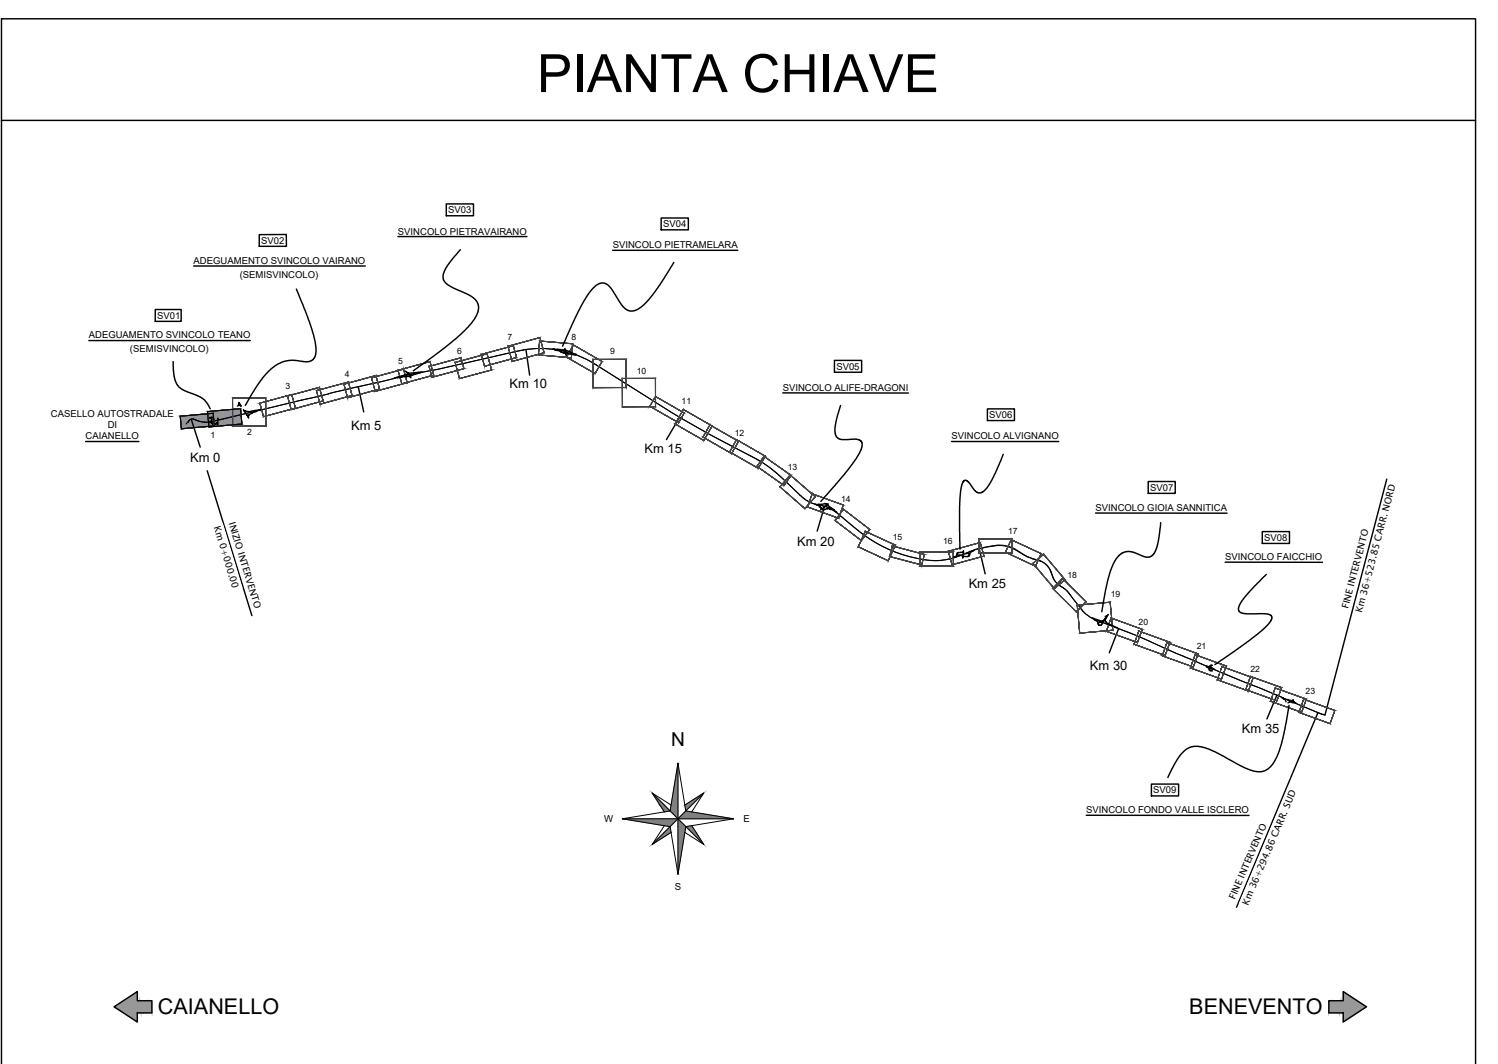 PIANTA CHIAVE
SV01
ADEGUAMENTO SVINCOLO TEANO
(SEMISVINCOLO)
SV02
ADEGUAMENTO SVINCOLO VAIRANO
(SEMISVINCOLO)
SV03
SVINCOLO PIETRAVAIRANO
SV04
SVINCOLO PIETRAMELARA
SV05
SVINCOLO ALIFE-DRAGONI
SV06
SVINCOLO ALVIGNANO
SV07
SVINCOLO GIOIA SANNITICA
SV08
SVINCOLO FAICCHIO
SV09
SVINCOLO FONDO VALLE ISCLERO
CASELLO AUTOSTRADALE
DI
CAIANELLO
1
2
3
4
5
6
7
8
9
10
11
12
13
14
15
16
17
18
19
20
21
22
23
Km 0
Km 5
Km 10
Km 15
Km 20
Km 25
Km 30
Km 35
INIZIO INTERVENTO
Km 0+000.00
FINE INTERVENTO
Km 36+523.85 CARR. NORD
FINE INTERVENTO
Km 36+294.86 CARR. SUD
N
W
E
S
CAIANELLO
BENEVENTO